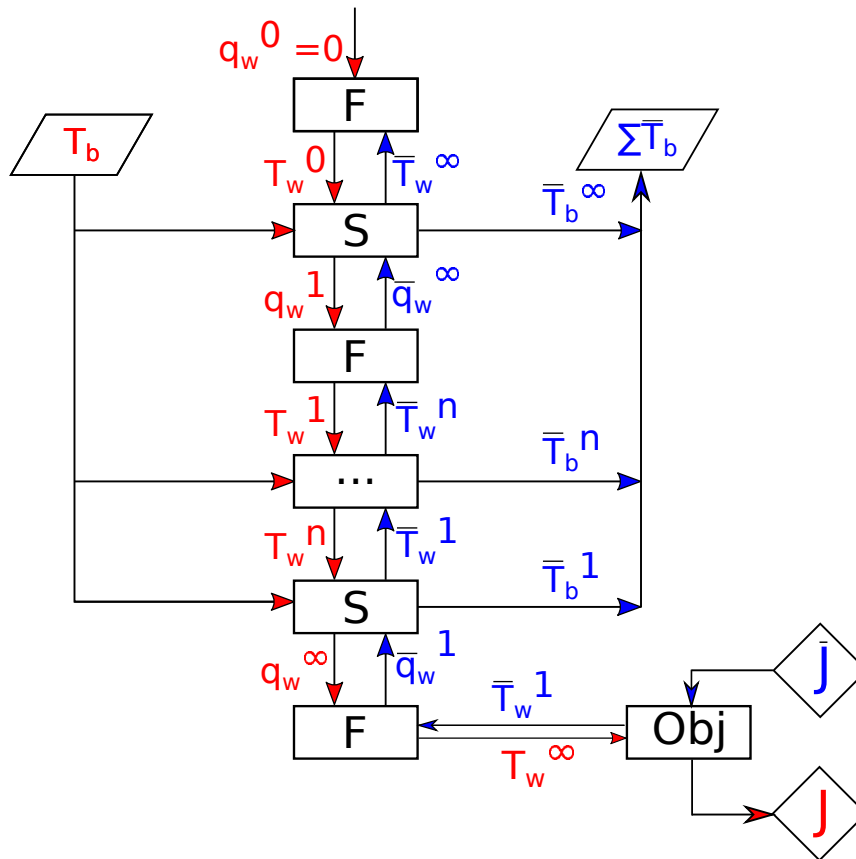 q_w^0 =0
F
T_b
∑T̿_b
T_w^0
T̿_w^∞
T̿_b^∞
S
q_w^1
q̅_w^∞
F
T_w^1
T̿_w^n
T̿_b^n
...
T_w^n
T̿_w^1
T̿_b^1
S
q_w^∞
q̅_w^1
T̿_w^1
J̄
F
Obj
T_w^∞
J